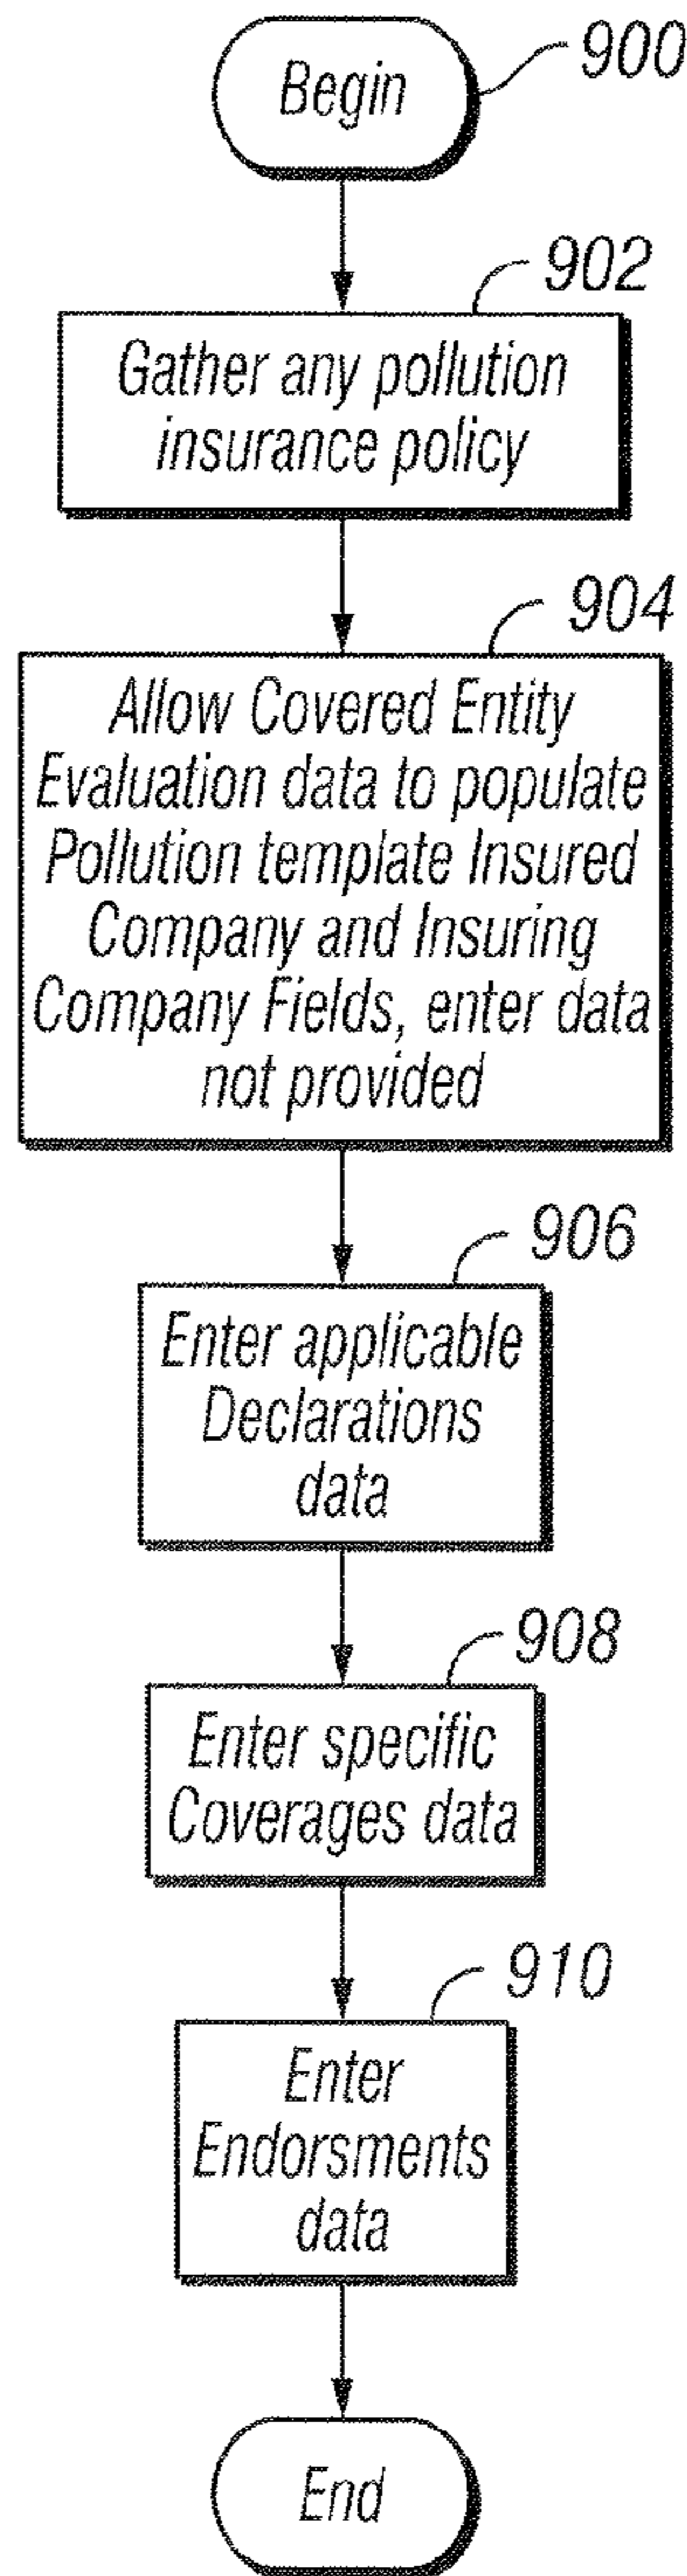 Begin
900
902
Gather any pollution
insurance policy
904
Allow Covered Entity
Evaluation data to populate
Pollution template Insured
Company and Insuring
Company Fields, enter data
not provided
906
Enter applicable
Declarations
data
908
Enter specific
Coverages data
910
Enter
Endorsments
data
End